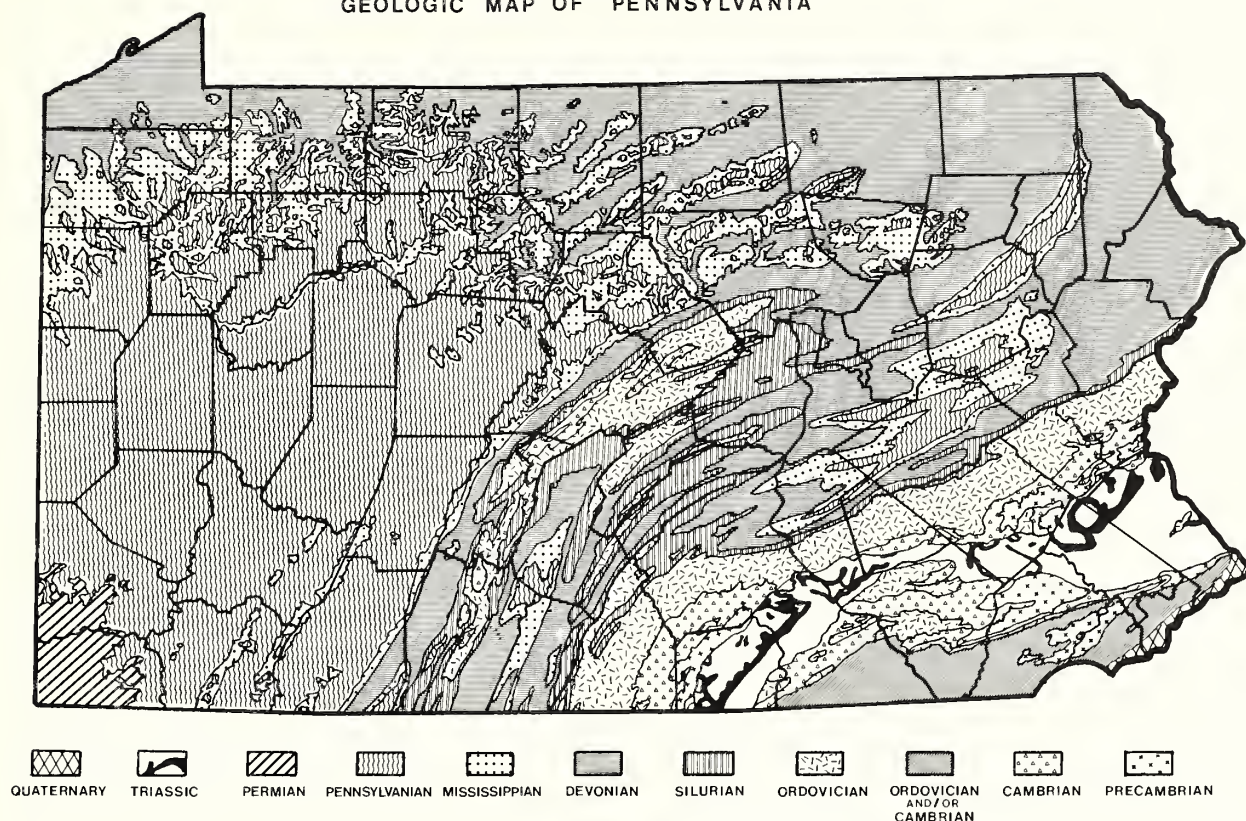 GEOLOGIC MAP OF PENNSYLVANIA
QUATERNARY
TRIASSIC
PERMIAN
PENNSYLVANIAN
MISSISSIPPIAN
DEVONIAN
SILURIAN
ORDOVICIAN
ORDOVICIAN
AND/OR
CAMBRIAN
CAMBRIAN
PRECAMBRIAN